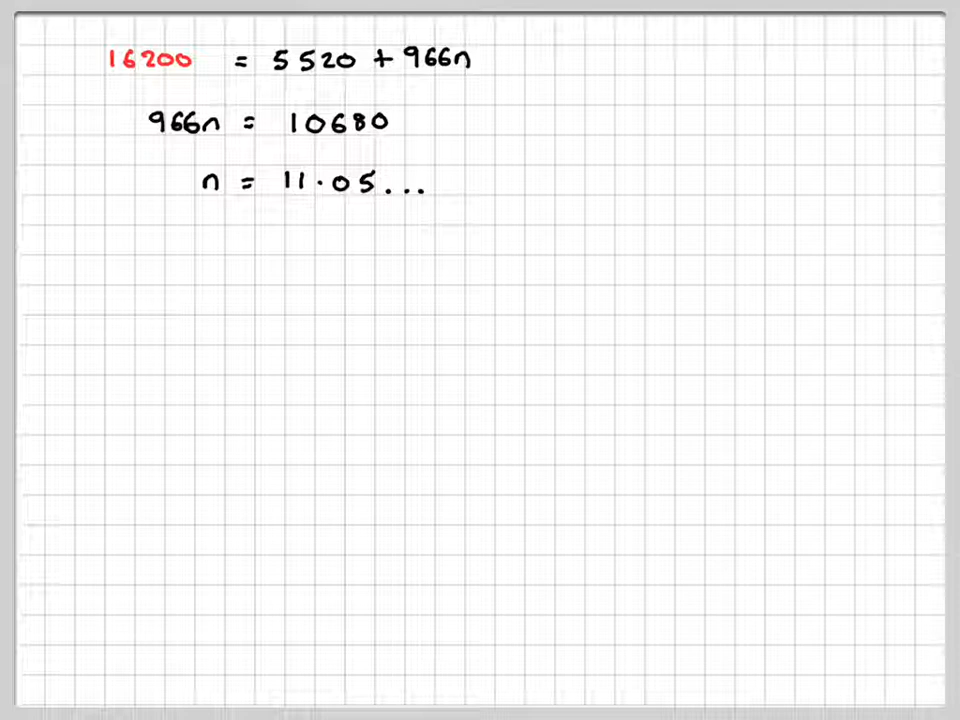 16200 = 5520 + 966n
966n = 10680
n = 11.05...